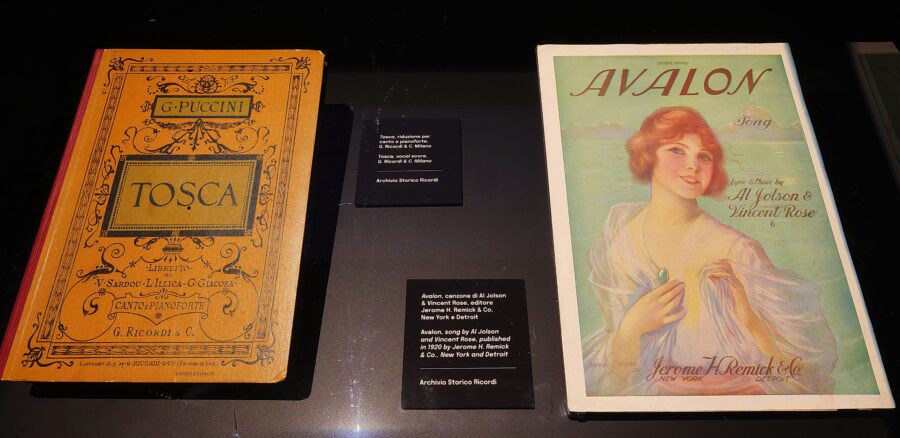 G. PUCCINI
TOSCA
LIBRETTO
DI
V. SARDOU - L. ILLICA - G. GIACOSA
CANTO E PIANOFORTE
G. RICORDI & C.
Tosca, riduzione per
canto e pianoforte,
G. Ricordi & C. Milano
Tosca, vocal score,
G. Ricordi & C. Milano
Archivio Storico Ricordi
Avalon, canzone di Al Jolson
& Vincent Rose, editore
Jerome H. Remick & Co,
New York e Detroit
Avalon, song by Al Jolson
and Vincent Rose, published
in 1920 by Jerome H. Remick
& Co., New York and Detroit
Archivio Storico Ricordi
AVALON
Song
Lyric & Music by
Al Jolson &
Vincent Rose
6
Jerome H. Remick & Co.
NEW YORK DETROIT